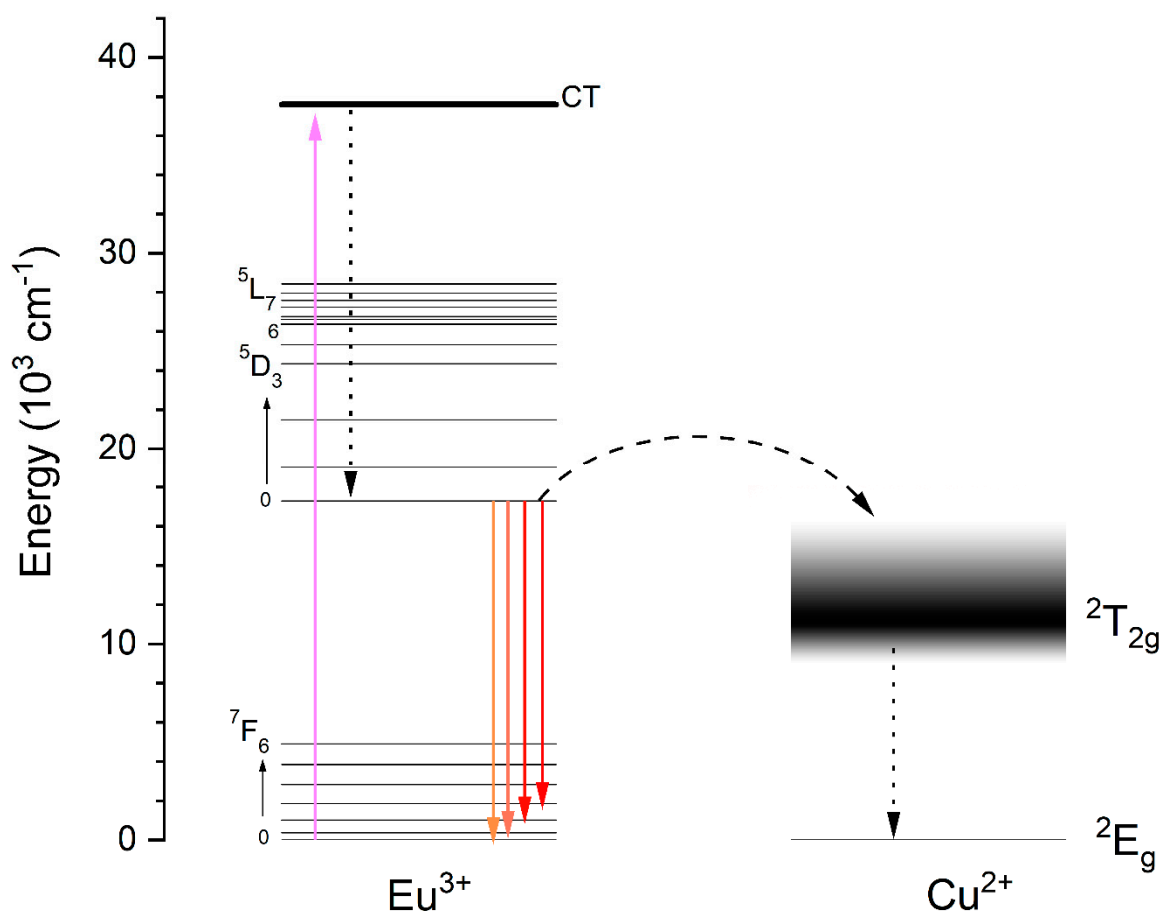 40
30
20
10
0
Energy (10³ cm⁻¹)
CT
⁵L₇
6
⁵D₃
0
⁷F₆
0
²T₂g
²Eg
Eu³⁺
Cu²⁺